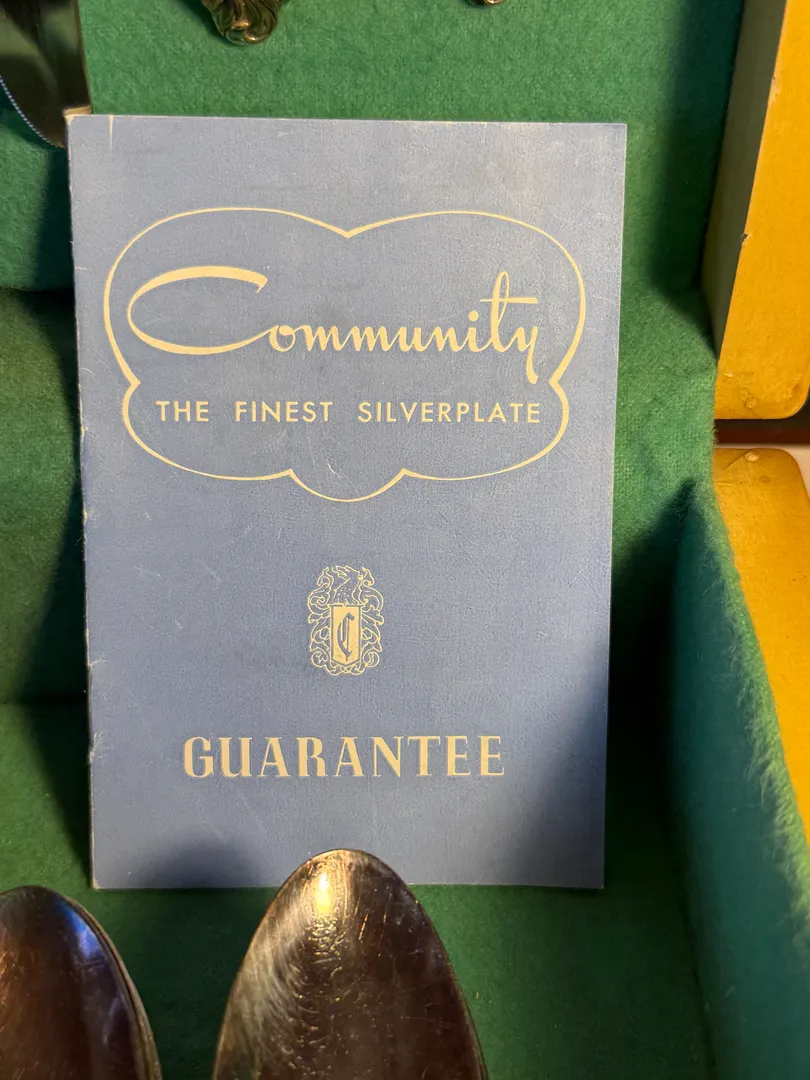 Community
THE FINEST SILVERPLATE
C
GUARANTEE